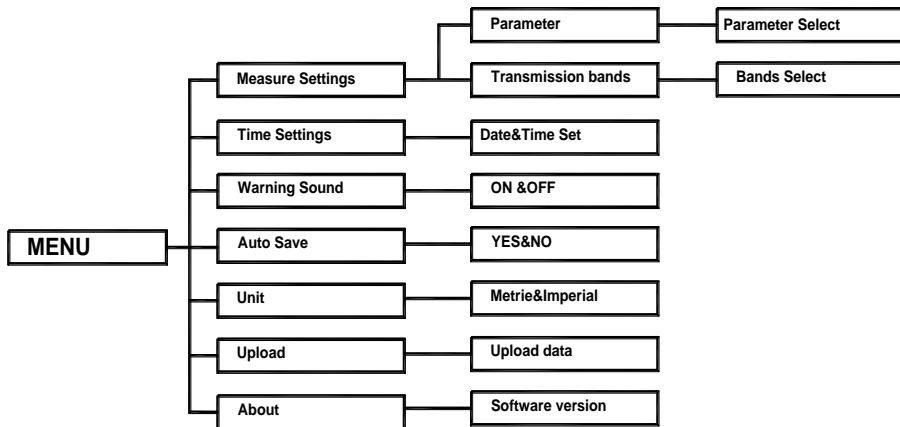 Parameter
Parameter Select
Measure Settings
Transmission bands
Bands Select
Time Settings
Date&Time Set
Warning Sound
ON &OFF
MENU
Auto Save
YES&NO
Unit
Metrie&Imperial
Upload
Upload data
About
Software version